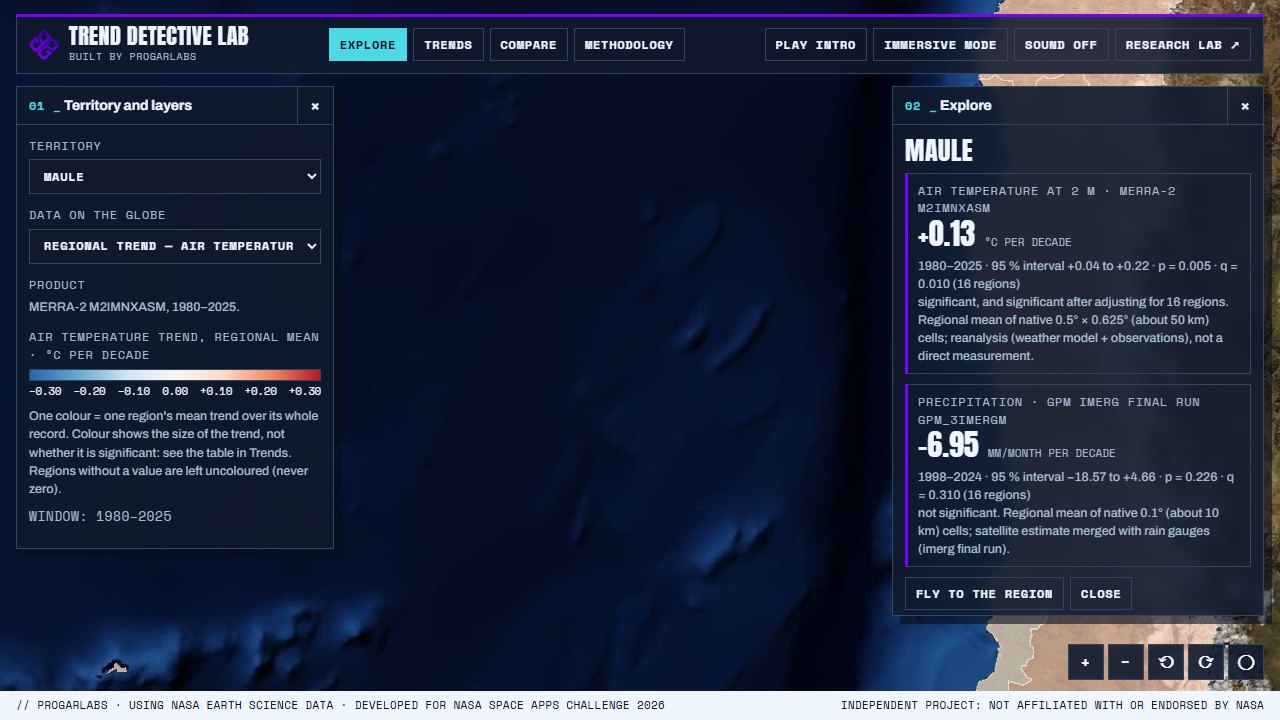 TREND DETECTIVE LAB
BUILT BY PROGARLABS
EXPLORE
TRENDS
COMPARE
METHODOLOGY
PLAY INTRO
IMMERSIVE MODE
SOUND OFF
RESEARCH LAB ↗
01 _ Territory and layers
×
TERRITORY
MAULE
DATA ON THE GLOBE
REGIONAL TREND — AIR TEMPERATUR
PRODUCT
MERRA-2 M2IMNXASM, 1980–2025.
AIR TEMPERATURE TREND, REGIONAL MEAN
· °C PER DECADE
−0.30 −0.20 −0.10 0.00 +0.10 +0.20 +0.30
One colour = one region's mean trend over its whole
record. Colour shows the size of the trend, not
whether it is significant: see the table in Trends.
Regions without a value are left uncoloured (never
zero).
WINDOW: 1980–2025
02 _ Explore
×
MAULE
AIR TEMPERATURE AT 2 M · MERRA-2
M2IMNXASM
+0.13 °C PER DECADE
1980–2025 · 95 % interval +0.04 to +0.22 · p = 0.005 · q =
0.010 (16 regions)
significant, and significant after adjusting for 16 regions.
Regional mean of native 0.5° × 0.625° (about 50 km)
cells; reanalysis (weather model + observations), not a
direct measurement.
PRECIPITATION · GPM IMERG FINAL RUN
GPM_3IMERGM
−6.95 MM/MONTH PER DECADE
1998–2024 · 95 % interval −18.57 to +4.66 · p = 0.226 · q
= 0.310 (16 regions)
not significant. Regional mean of native 0.1° (about 10
km) cells; satellite estimate merged with rain gauges
(imerg final run).
FLY TO THE REGION
CLOSE
+
−
// PROGARLABS · USING NASA EARTH SCIENCE DATA · DEVELOPED FOR NASA SPACE APPS CHALLENGE 2026
INDEPENDENT PROJECT: NOT AFFILIATED WITH OR ENDORSED BY NASA